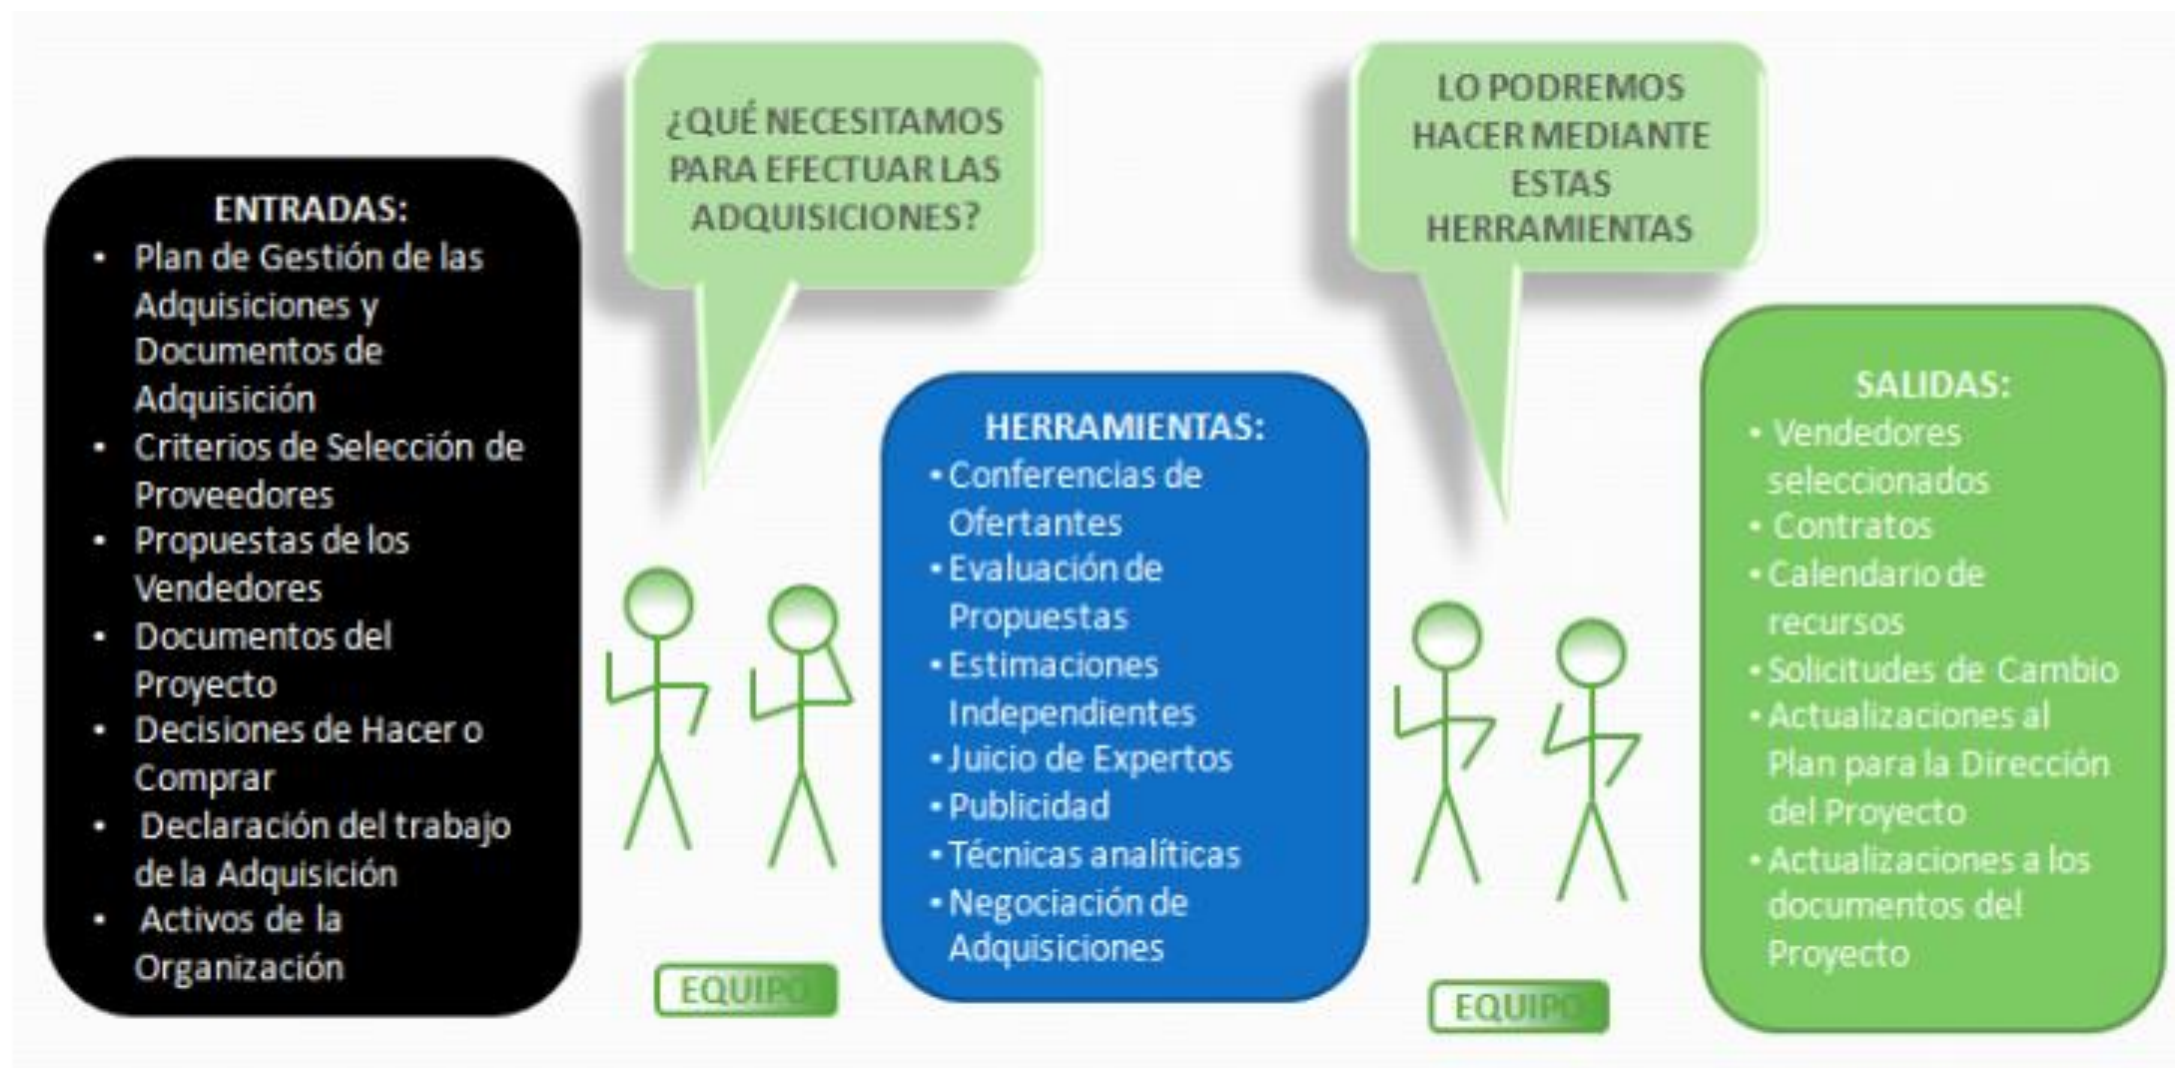 ENTRADAS:
• Plan de Gestión de las
Adquisiciones y
Documentos de
Adquisición
• Criterios de Selección de
Proveedores
• Propuestas de los
Vendedores
• Documentos del
Proyecto
• Decisiones de Hacer o
Comprar
• Declaración del trabajo
de la Adquisición
• Activos de la
Organización
¿QUÉ NECESITAMOS
PARA EFECTUAR LAS
ADQUISICIONES?
EQUIPO
HERRAMIENTAS:
• Conferencias de
Ofertantes
• Evaluación de
Propuestas
• Estimaciones
Independientes
• Juicio de Expertos
• Publicidad
• Técnicas analíticas
• Negociación de
Adquisiciones
LO PODREMOS
HACER MEDIANTE
ESTAS
HERRAMIENTAS
EQUIPO
SALIDAS:
• Vendedores
seleccionados
• Contratos
• Calendario de
recursos
• Solicitudes de Cambio
• Actualizaciones al
Plan para la Dirección
del Proyecto
• Actualizaciones a los
documentos del
Proyecto